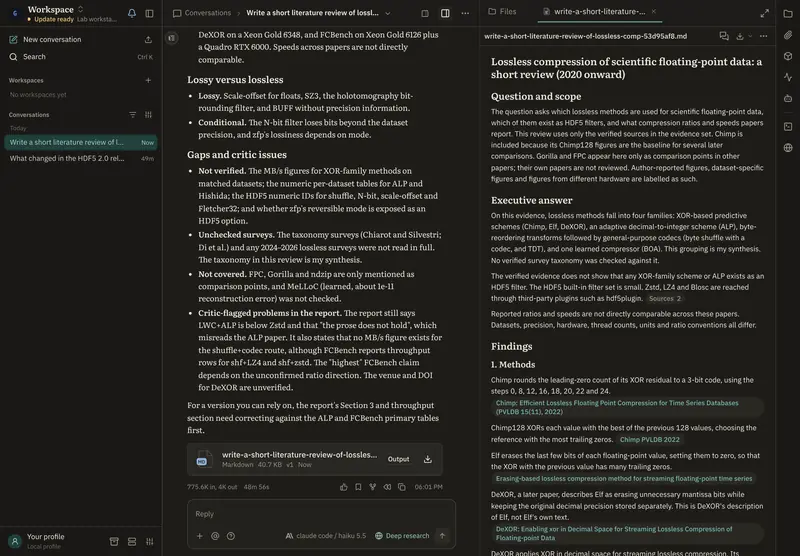 Workspace
Update ready Lab workst...
New conversation
Search
Ctrl K
Workspaces
No workspaces yet
Conversations
Today
Write a short literature review of l...
Now
What changed in the HDF5 2.0 rel...
49m
Your profile
Local profile
Conversations
Write a short literature review of lossl...
DeXOR on a Xeon Gold 6348, and FCBench on Xeon Gold 6126 plus
a Quadro RTX 6000. Speeds across papers are not directly
comparable.
Lossy versus lossless
• Lossy. Scale-offset for floats, SZ3, the holotomography bit-
rounding filter, and BUFF without precision information.
• Conditional. The N-bit filter loses bits beyond the dataset
precision, and zfp's lossiness depends on mode.
Gaps and critic issues
• Not verified. The MB/s figures for XOR-family methods on
matched datasets; the numeric per-dataset tables for ALP and
Hishida; the HDF5 numeric IDs for shuffle, N-bit, scale-offset and
Fletcher32; and whether zfp's reversible mode is exposed as an
HDF5 option.
• Unchecked surveys. The taxonomy surveys (Chiarot and Silvestri;
Di et al.) and any 2024-2026 lossless surveys were not read in full.
The taxonomy in this review is my synthesis.
• Not covered. FPC, Gorilla and ndzip are only mentioned as
comparison points, and MeLLoC (learned, about 1e-11
reconstruction error) was not checked.
• Critic-flagged problems in the report. The report still says
LWC+ALP is below Zstd and that "the prose does not hold", which
misreads the ALP paper. It also states that no MB/s figure exists for
the shuffle+codec route, although FCBench reports throughput
rows for shf+LZ4 and shf+zstd. The "highest" FCBench claim
depends on the unconfirmed ratio direction. The venue and DOI
for DeXOR are unverified.
For a version you can rely on, the report's Section 3 and throughput
section need correcting against the ALP and FCBench primary tables
first.
MD
write-a-short-literature-review-of-lossles...
Markdown 40.7 KB v1 Now
Output
775.6K in, 4K out 48m 56s
06:01 PM
Reply
claude code / haiku 5.5
Deep research
Files
write-a-short-literature-...
write-a-short-literature-review-of-lossless-comp-53d95af8.md
Lossless compression of scientific floating-point data: a
short review (2020 onward)
Question and scope
The question asks which lossless methods are used for scientific floating-point data,
which of them exist as HDF5 filters, and what compression ratios and speeds papers
report. This review uses only the verified sources in the evidence set. Chimp is
included because its Chimp128 figures are the baseline for several later
comparisons. Gorilla and FPC appear here only as comparison points in other
papers; their own papers are not reviewed. Author-reported figures, dataset-specific
figures and figures from different hardware are labelled as such.
Executive answer
On this evidence, lossless methods fall into four families: XOR-based predictive
schemes (Chimp, Elf, DeXOR), an adaptive decimal-to-integer scheme (ALP), byte-
reordering transforms followed by general-purpose codecs (byte shuffle with a
codec, and TDT), and one learned compressor (BOA). This grouping is my synthesis.
No verified survey taxonomy was checked against it.
The verified evidence does not show that any XOR-family scheme or ALP exists as an
HDF5 filter. The HDF5 built-in filter set is small. Zstd, LZ4 and Blosc are reached
through third-party plugins such as hdf5plugin. Sources 2
Reported ratios and speeds are not directly comparable across these papers.
Datasets, precision, hardware, thread counts, units and ratio conventions all differ.
Findings
1. Methods
Chimp rounds the leading-zero count of its XOR residual to a 3-bit code, using the
steps 0, 8, 12, 16, 18, 20, 22 and 24.
Chimp: Efficient Lossless Floating Point Compression for Time Series Databases
(PVLDB 15(11), 2022)
Chimp128 XORs each value with the best of the previous 128 values, choosing the
reference with the most trailing zeros. Chimp PVLDB 2022
Elf erases the last few bits of each floating-point value, setting them to zero, so that
the XOR with the previous value has many trailing zeros.
Erasing-based lossless compression method for streaming floating-point time series
DeXOR, a later paper, describes Elf as erasing unnecessary mantissa bits while
keeping the original decimal precision stored separately. This is DeXOR's description
of Elf, not Elf's own text.
DeXOR: Enabling xor in Decimal Space for Streaming Lossless Compression of
Floating-point Data
DeXOR applies XOR in decimal space for streaming lossless compression. Its